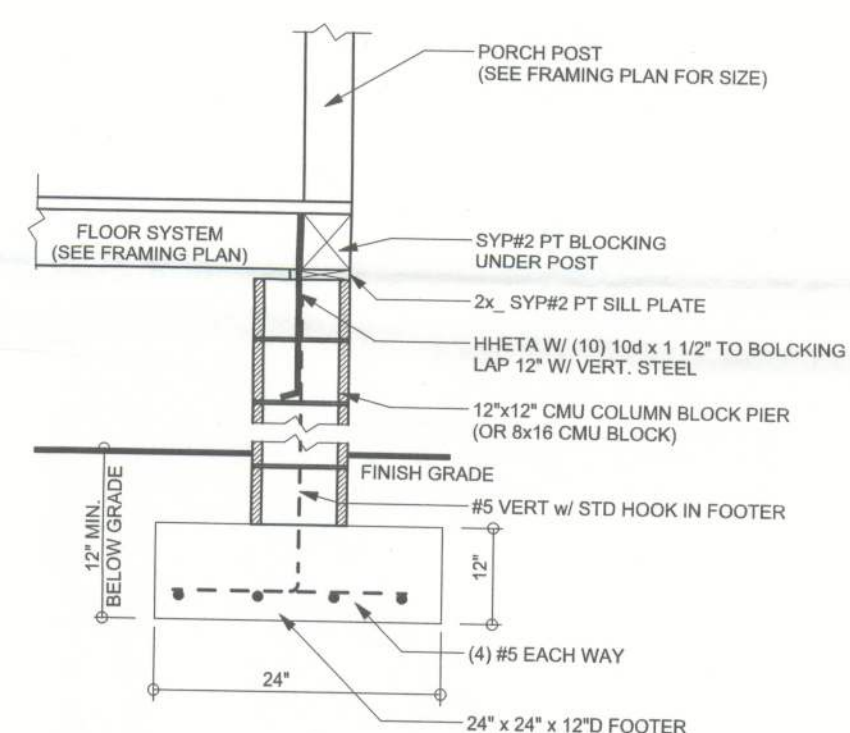 PORCH POST
(SEE FRAMING PLAN FOR SIZE)
FLOOR SYSTEM
(SEE FRAMING PLAN)
SYP#2 PT BLOCKING
UNDER POST
2x_ SYP#2 PT SILL PLATE
HHETA W/ (10) 10d x 1 1/2" TO BOLCKING
LAP 12" W/ VERT. STEEL
12"x12" CMU COLUMN BLOCK PIER
(OR 8x16 CMU BLOCK)
FINISH GRADE
12" MIN.
BELOW GRADE
#5 VERT w/ STD HOOK IN FOOTER
12"
(4) #5 EACH WAY
24"
24" x 24" x 12"D FOOTER